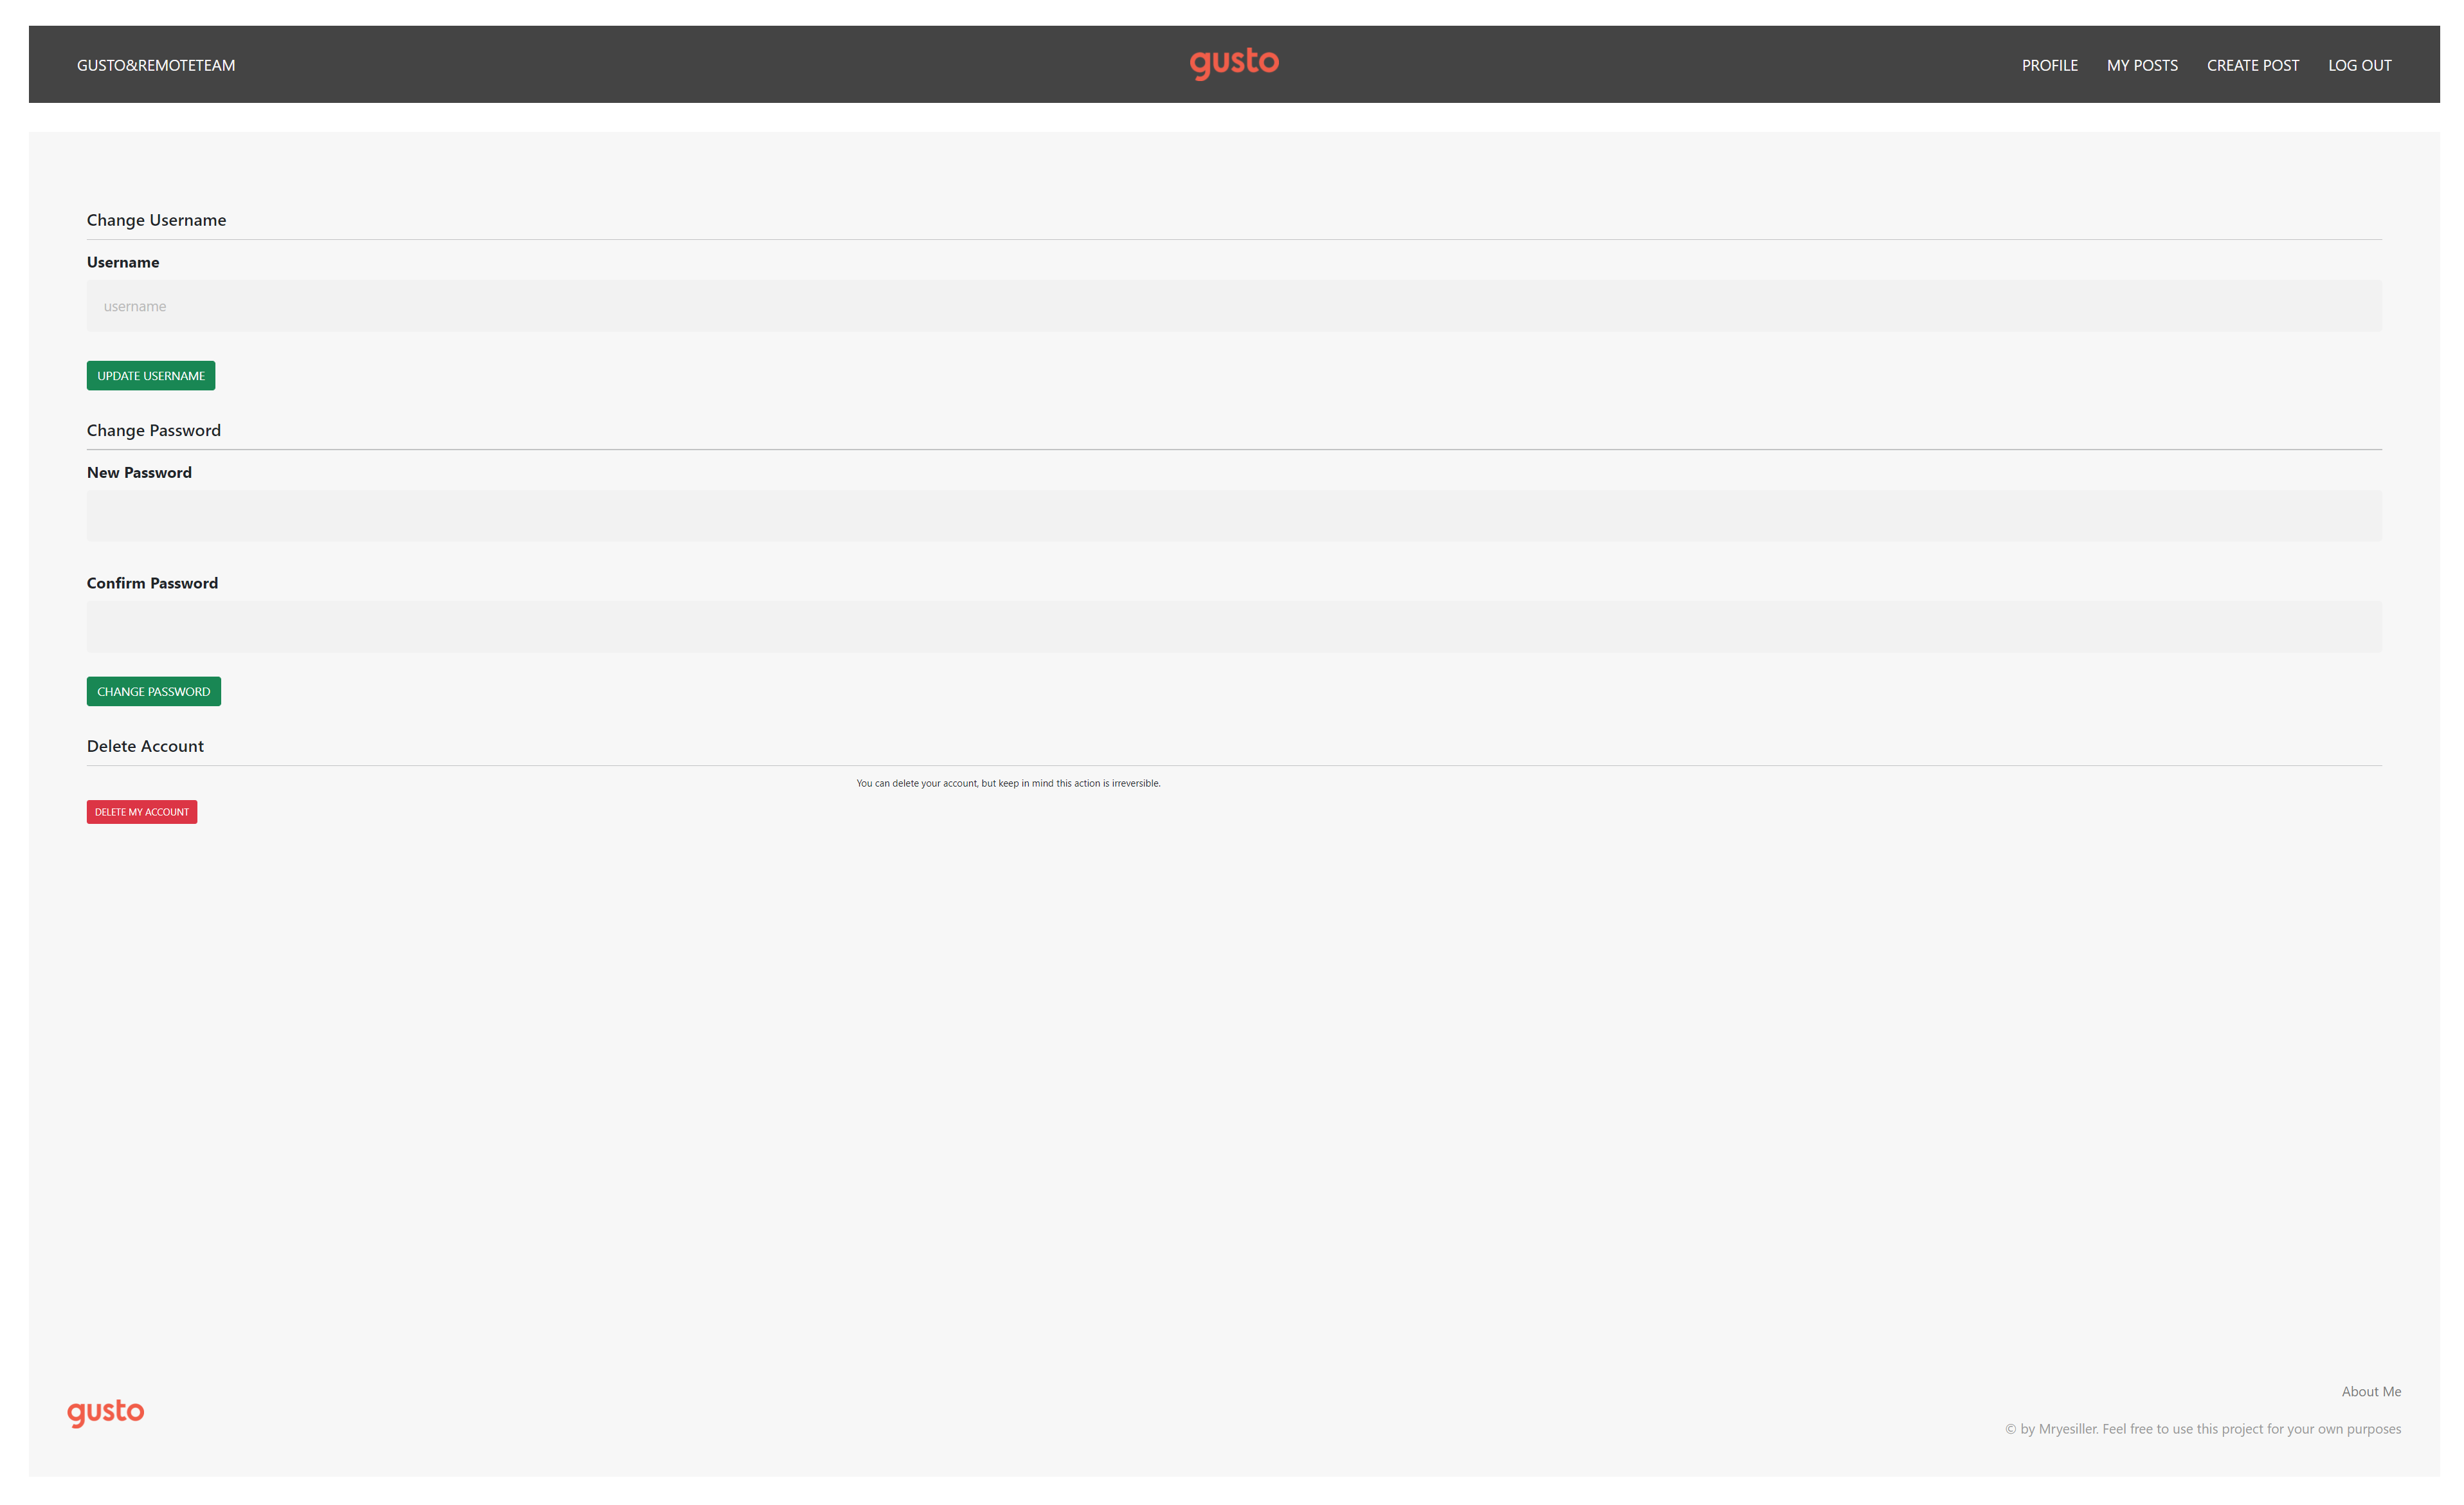 GUSTO&REMOTETEAM
gusto
PROFILE MY POSTS CREATE POST LOG OUT
Change Username
Username
username
UPDATE USERNAME
Change Password
New Password
Confirm Password
CHANGE PASSWORD
Delete Account
You can delete your account, but keep in mind this action is irreversible.
DELETE MY ACCOUNT
gusto
About Me
© by Mryesiller. Feel free to use this project for your own purposes